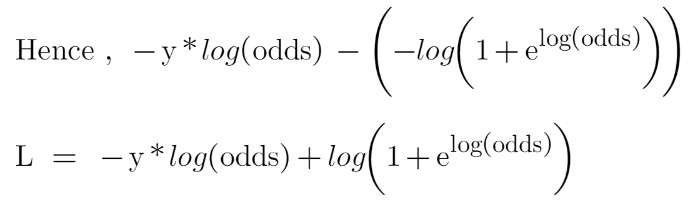 Hence , −y*log(odds) − (−log(1+e^log(odds)))
L = −y*log(odds)+log(1+e^log(odds))